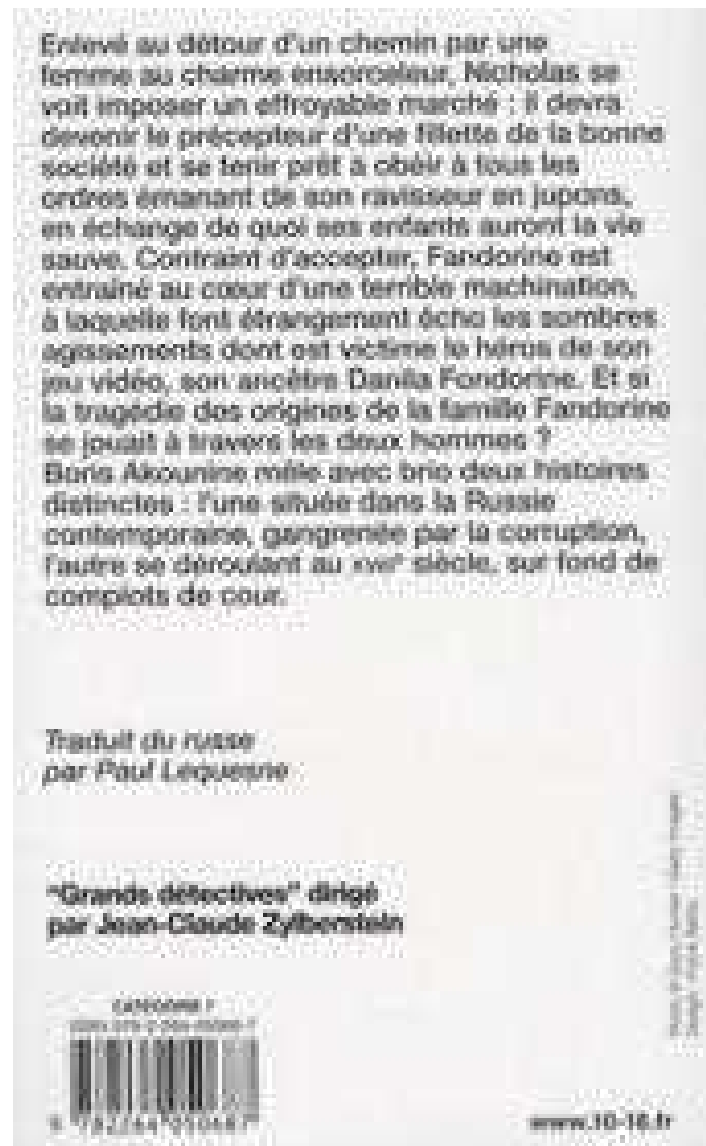 Enlevé au détour d'un chemin par une
femme au charme ensorceleur, Nicholas se
voit imposer un effroyable marché : il devra
devenir le précepteur d'une fillette de la bonne
société et se tenir prêt à obéir à tous les
ordres émanant de son ravisseur en jupons,
en échange de quoi ses enfants auront la vie
sauve. Contraint d'accepter, Fandorine est
entraîné au cœur d'une terrible machination,
à laquelle font étrangement écho les sombres
agissements dont est victime le héros de son
jeu vidéo, son ancêtre Danila Fondorine. Et si
la tragédie des origines de la famille Fandorine
se jouait à travers les deux hommes ?
Boris Akounine mêle avec brio deux histoires
distinctes : l'une située dans la Russie
contemporaine, gangrenée par la corruption,
l'autre se déroulant au siècle, sur fond de
complots de cour.
Traduit du russe
par Paul Lequesne
"Grands détectives" dirigé
par Jean-Claude Zylberstein
CATÉGORIE 7
9 782264 050687
www.10-18.fr